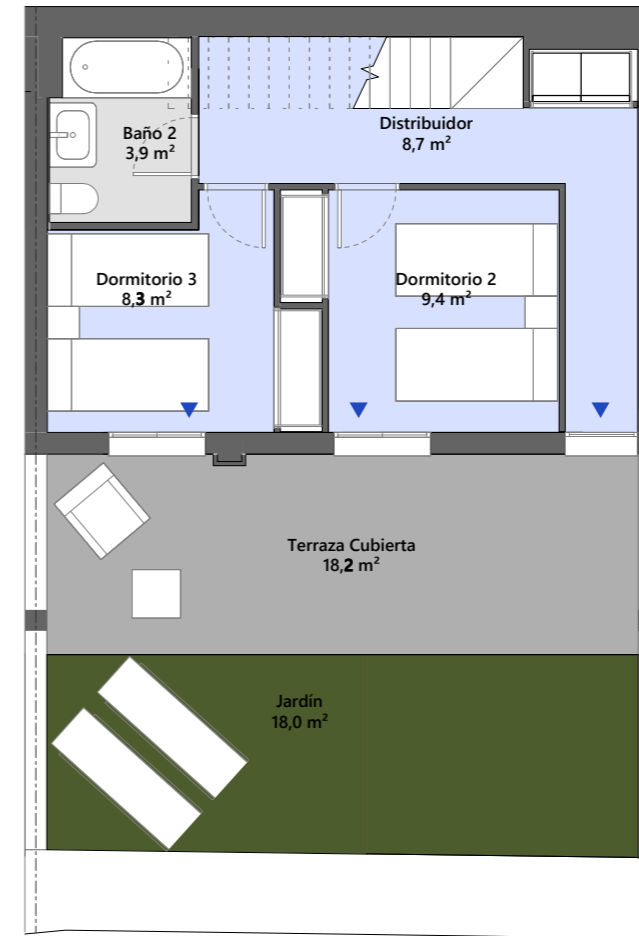 Baño 2
3,9 m²
Distribuidor
8,7 m²
Dormitorio 3
8,3 m²
Dormitorio 2
9,4 m²
Terraza Cubierta
18,2 m²
Jardín
18,0 m²